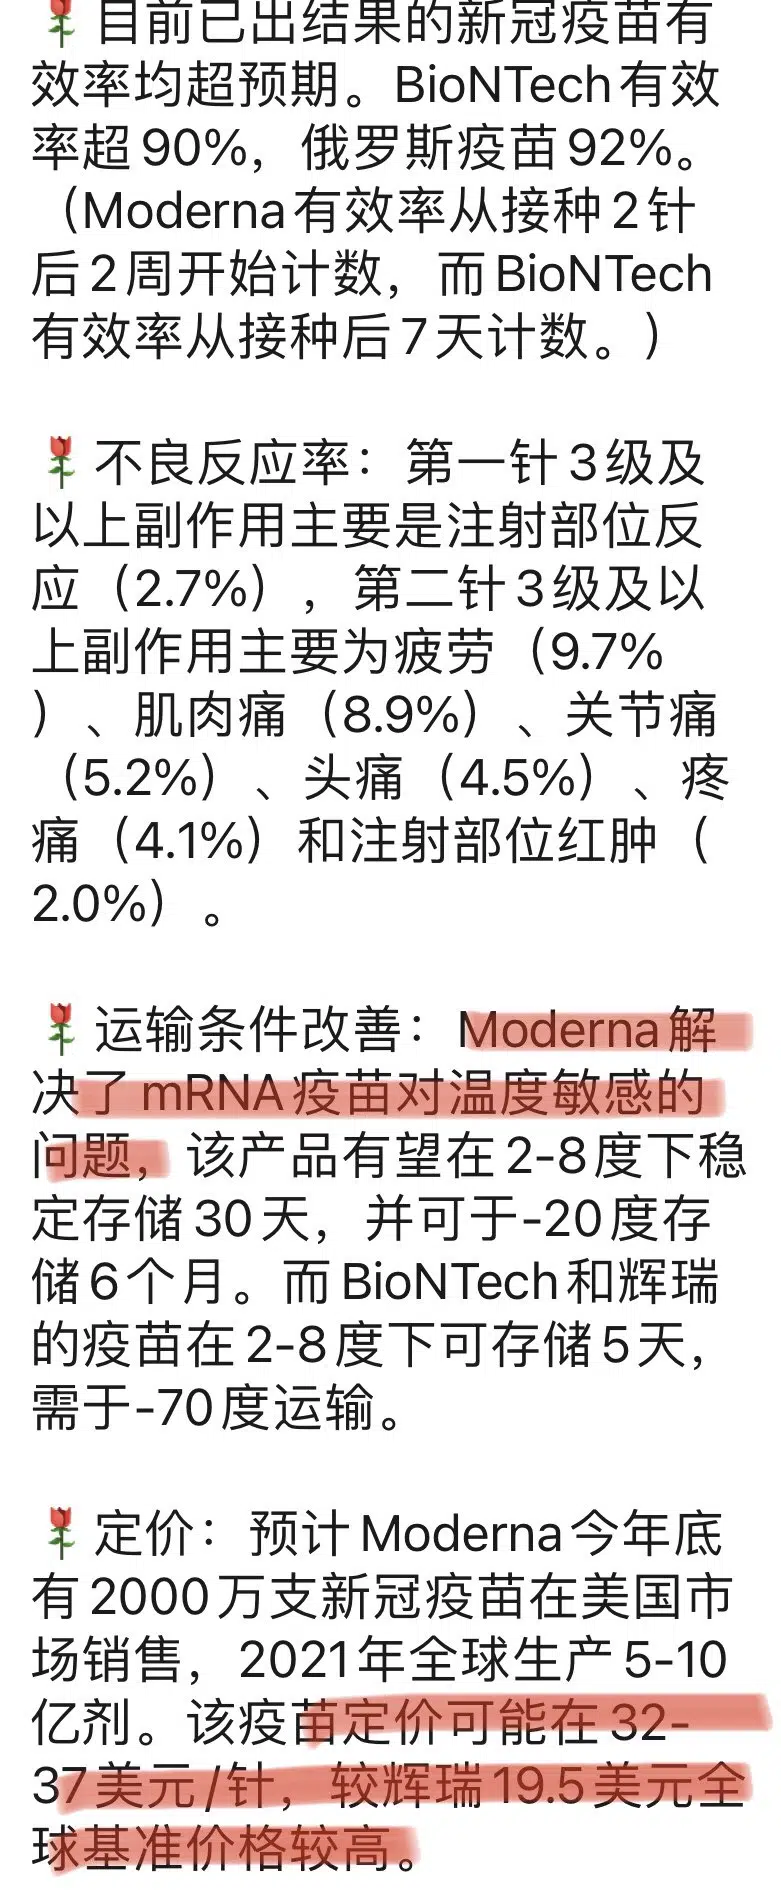 🌹目前已出结果的新冠疫苗有
效率均超预期。BioNTech有效
率超90%，俄罗斯疫苗92%。
（Moderna有效率从接种2针
后2周开始计数，而BioNTech
有效率从接种后7天计数。）
🌹不良反应率：第一针3级及
以上副作用主要是注射部位反
应（2.7%），第二针3级及以
上副作用主要为疲劳（9.7%
）、肌肉痛（8.9%）、关节痛
（5.2%）、头痛（4.5%）、疼
痛（4.1%）和注射部位红肿（
2.0%）。
🌹运输条件改善：Moderna解
决了mRNA疫苗对温度敏感的
问题，该产品有望在2-8度下稳
定存储30天，并可于-20度存
储6个月。而BioNTech和辉瑞
的疫苗在2-8度下可存储5天，
需于-70度运输。
🌹定价：预计Moderna今年底
有2000万支新冠疫苗在美国市
场销售，2021年全球生产5-10
亿剂。该疫苗定价可能在32-
37美元/针，较辉瑞19.5美元全
球基准价格较高。